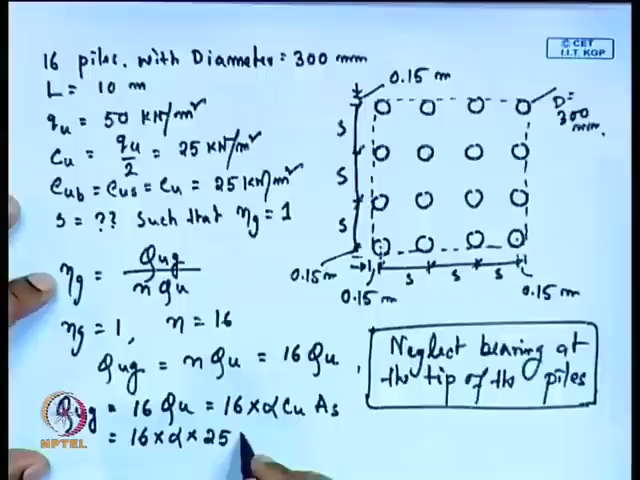 © CET
I.I.T. KGP
16 piles. with Diameter = 300 mm
L = 10 m
qu = 50 kN/m²
Cu = qu/2 = 25 kN/m²
Cub = Cus = Cu = 25 kN/m²
s = ?? Such that ηg = 1
ηg = Qug / n Qu
ηg = 1, n = 16
Qug = n Qu = 16 Qu ,
Qug = 16 Qu = 16 × α Cu As
= 16 × α × 25
0.15 m
D = 300 mm.
s
s
s
0.15 m
s
s
s
0.15 m
0.15 m
Neglect bearing at
the tip of the piles
NPTEL